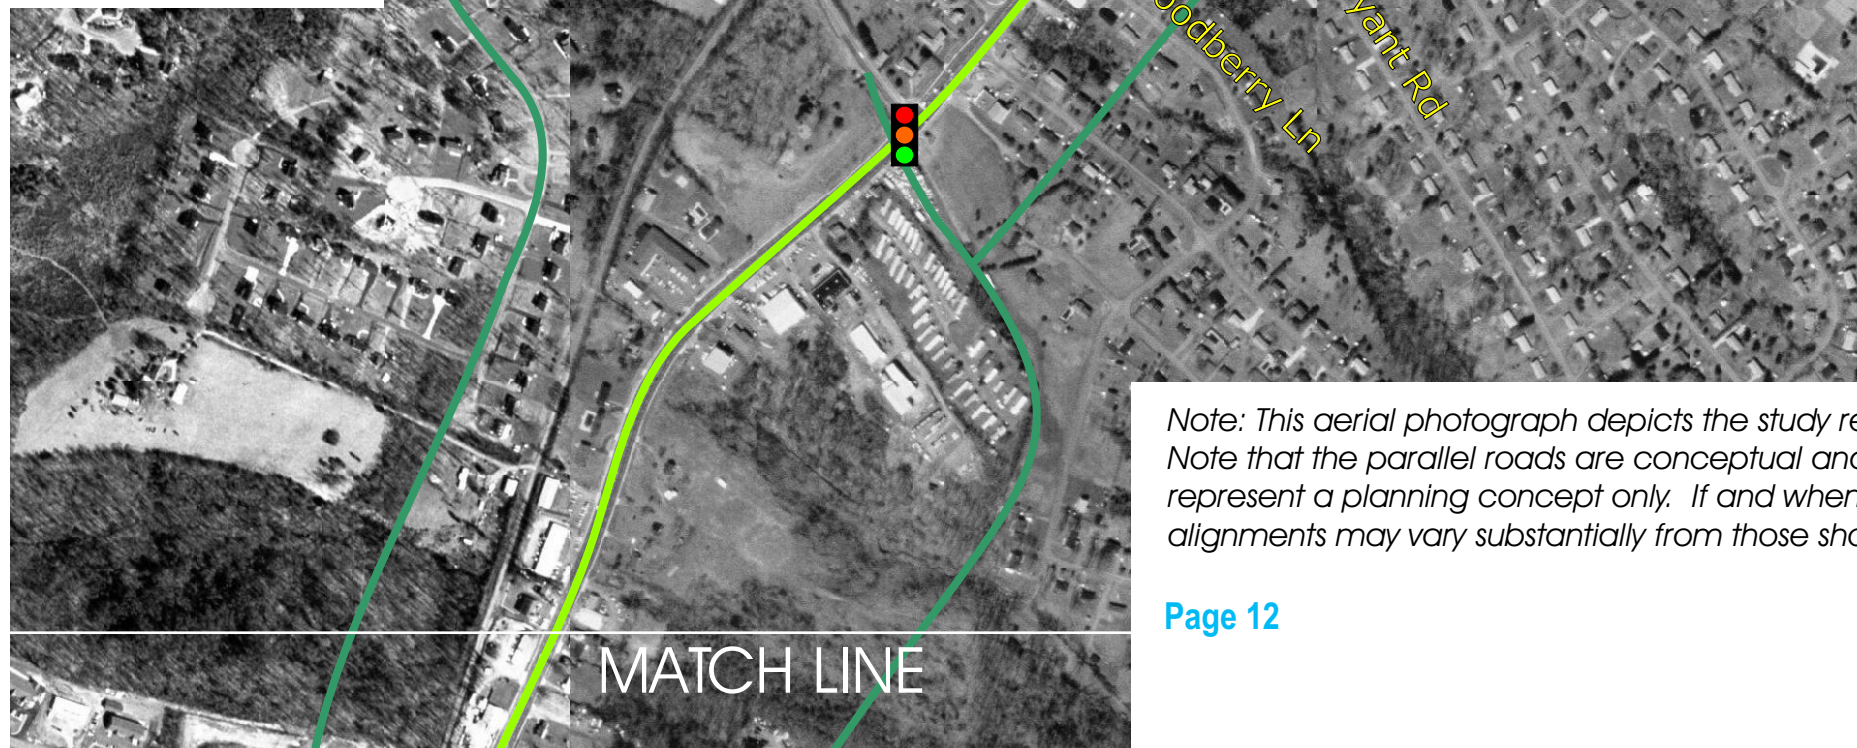 oodberry Ln
yant Rd
Note: This aerial photograph depicts the study re
Note that the parallel roads are conceptual and
represent a planning concept only.  If and when
alignments may vary substantially from those sho
Page 12
MATCH LINE